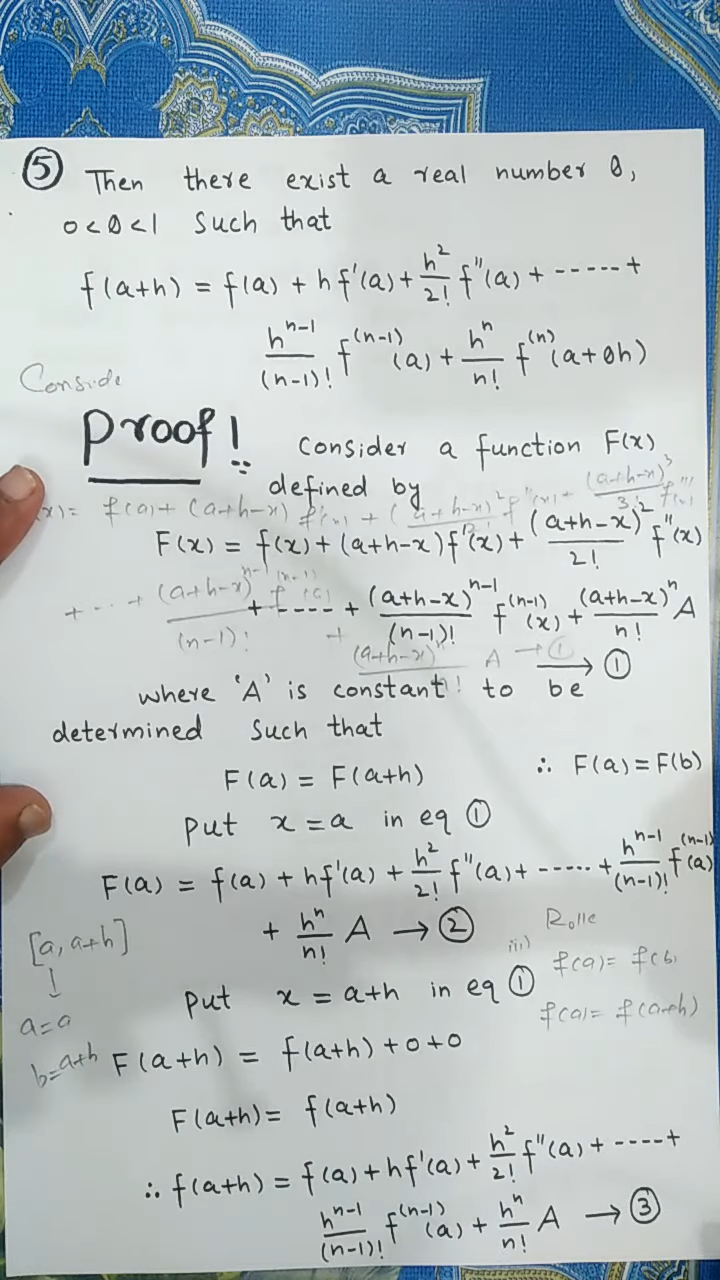 ⑤ Then there exist a real number θ,
0<θ<1 Such that
f(a+h) = f(a) + hf'(a) + h²/2! f''(a) + ------ +
h^(n-1)/(n-1)! f^(n-1)(a) + h^n/n! f^(n)(a+θh)
Conside
Proof! Consider a function F(x)
defined by
F(x) = f(x) + (a+h-x)f'(x) + (a+h-x)²/2! f''(x)
+ ---- + (a+h-x)^(n-1)/(n-1)! f^(n-1)(x) + (a+h-x)^n/n! A
→ ①
where 'A' is constant to be
determined Such that
F(a) = F(a+h) ∴ F(a) = F(b)
Put x = a in eq ①
F(a) = f(a) + hf'(a) + h²/2! f''(a) + ------ + h^(n-1)/(n-1)! f^(n-1)(a)
+ h^n/n! A → ②
[a, a+h]
Rolle
iii) f(a) = f(b)
Put x = a+h in eq ①
a=a
f(a) = f(a+h)
b=a+h
F(a+h) = f(a+h) + 0 + 0
F(a+h) = f(a+h)
∴ f(a+h) = f(a) + hf'(a) + h²/2! f''(a) + ---- +
h^(n-1)/(n-1)! f^(n-1)(a) + h^n/n! A → ③